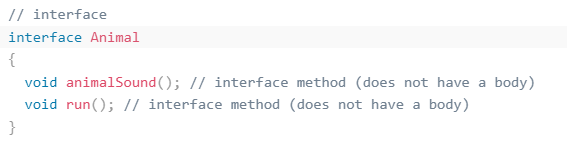 // interface
interface Animal
{
  void animalSound(); // interface method (does not have a body)
  void run(); // interface method (does not have a body)
}